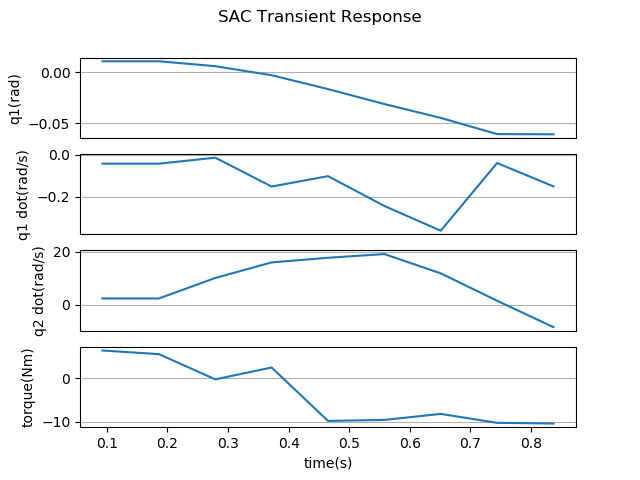 SAC Transient Response
q1(rad)
0.00
−0.05
q1 dot(rad/s)
0.0
−0.2
q2 dot(rad/s)
20
0
torque(Nm)
0
−10
0.1 0.2 0.3 0.4 0.5 0.6 0.7 0.8
time(s)